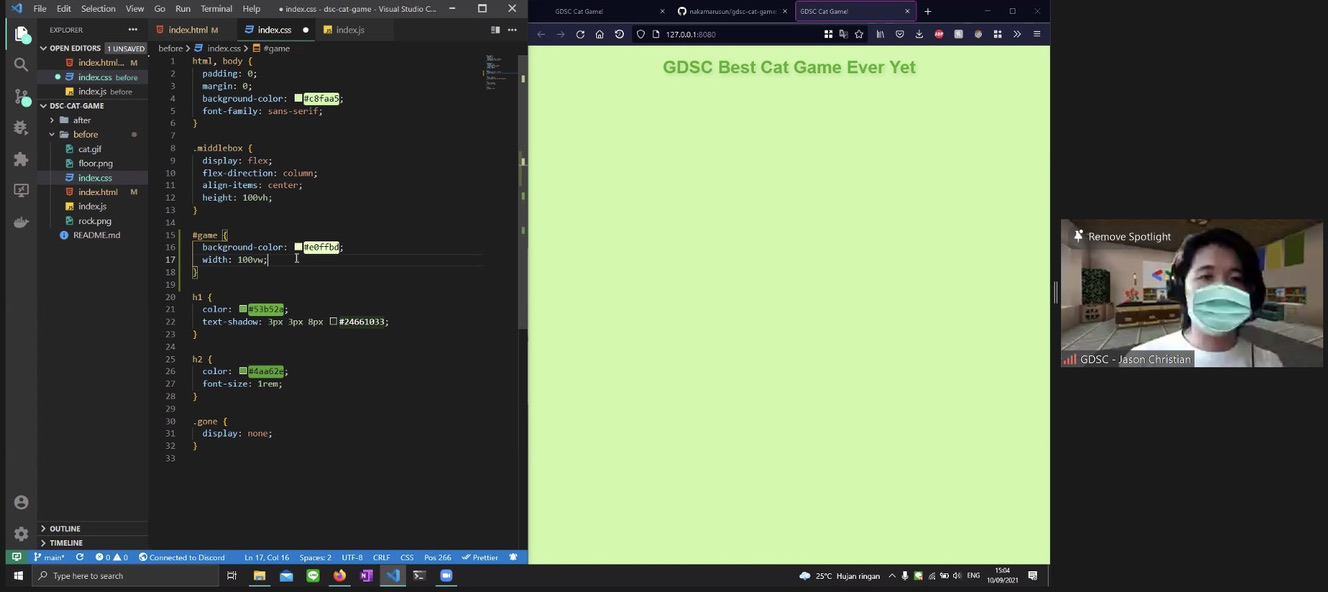 File Edit Selection View Go Run Terminal Help
● index.css - dsc-cat-game - Visual Studio C...
EXPLORER
OPEN EDITORS 1 UNSAVED
index.html... M
index.css before
index.js before
DSC-CAT-GAME
after
before
cat.gif
floor.png
index.css
index.html M
index.js
rock.png
README.md
OUTLINE
TIMELINE
index.html M index.css index.js
before > index.css > #game
1 html, body {
2 padding: 0;
3 margin: 0;
4 background-color: #c8faa5;
5 font-family: sans-serif;
6 }
7
8 .middlebox {
9 display: flex;
10 flex-direction: column;
11 align-items: center;
12 height: 100vh;
13 }
14
15 #game {
16 background-color: #e0ffbd;
17 width: 100vw;
18 }
19
20 h1 {
21 color: #53b52a;
22 text-shadow: 3px 3px 8px #24661033;
23 }
24
25 h2 {
26 color: #4aa62e;
27 font-size: 1rem;
28 }
29
30 .gone {
31 display: none;
32 }
33
main* 0 0 Connected to Discord Ln 17, Col 16 Spaces: 2 UTF-8 CRLF CSS Pos 266 Prettier
GDSC Cat Game! nakamarusun/gdsc-cat-game GDSC Cat Game!
127.0.0.1:8080
GDSC Best Cat Game Ever Yet
Remove Spotlight
GDSC - Jason Christian
Type here to search
25°C Hujan ringan ENG
15:04
10/09/2021